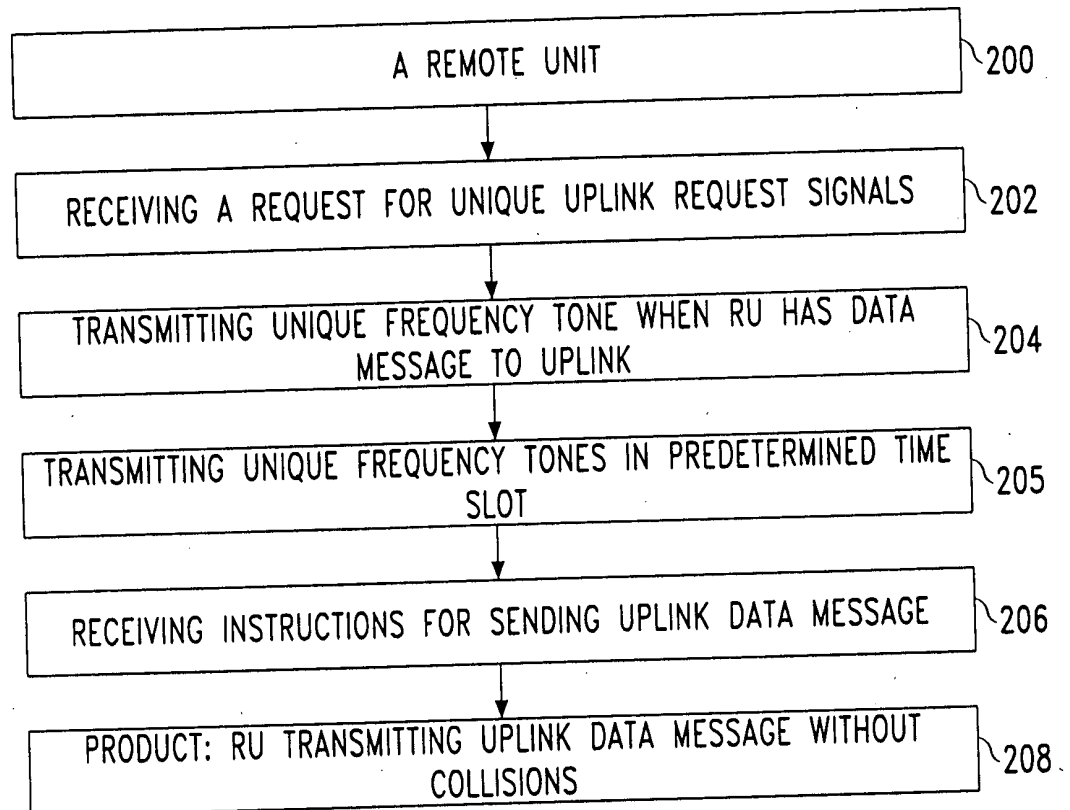 A REMOTE UNIT
200
RECEIVING A REQUEST FOR UNIQUE UPLINK REQUEST SIGNALS
202
TRANSMITTING UNIQUE FREQUENCY TONE WHEN RU HAS DATA
MESSAGE TO UPLINK
204
TRANSMITTING UNIQUE FREQUENCY TONES IN PREDETERMINED TIME
SLOT
205
RECEIVING INSTRUCTIONS FOR SENDING UPLINK DATA MESSAGE
206
PRODUCT: RU TRANSMITTING UPLINK DATA MESSAGE WITHOUT
COLLISIONS
208